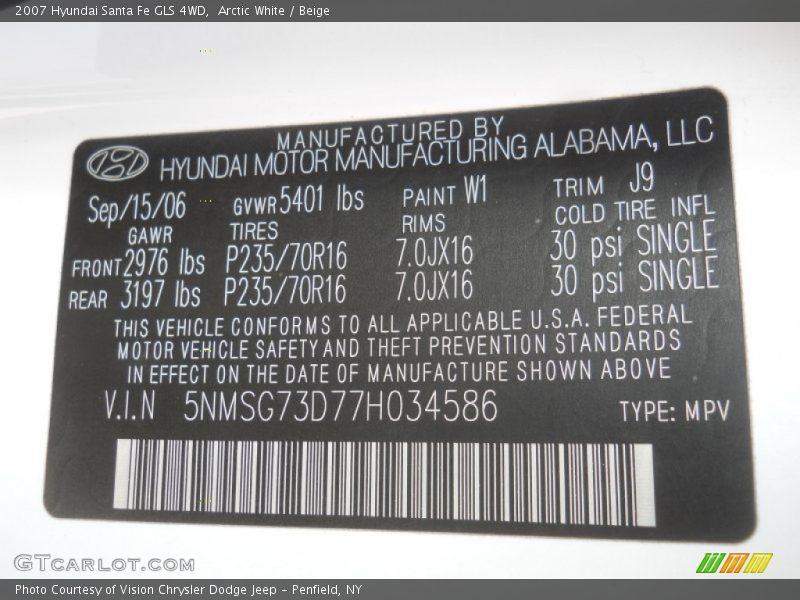 2007 Hyundai Santa Fe GLS 4WD,  Arctic White / Beige
MANUFACTURED BY
HYUNDAI MOTOR MANUFACTURING ALABAMA, LLC
Sep/15/06 GVWR 5401 lbs PAINT W1 TRIM J9
GAWR TIRES RIMS COLD TIRE INFL
FRONT 2976 lbs P235/70R16 7.0JX16 30 psi SINGLE
REAR 3197 lbs P235/70R16 7.0JX16 30 psi SINGLE
THIS VEHICLE CONFORMS TO ALL APPLICABLE U.S.A. FEDERAL
MOTOR VEHICLE SAFETY AND THEFT PREVENTION STANDARDS
IN EFFECT ON THE DATE OF MANUFACTURE SHOWN ABOVE
V.I.N 5NMSG73D77H034586 TYPE: MPV
GTCARLOT.COM
Photo Courtesy of Vision Chrysler Dodge Jeep – Penfield, NY